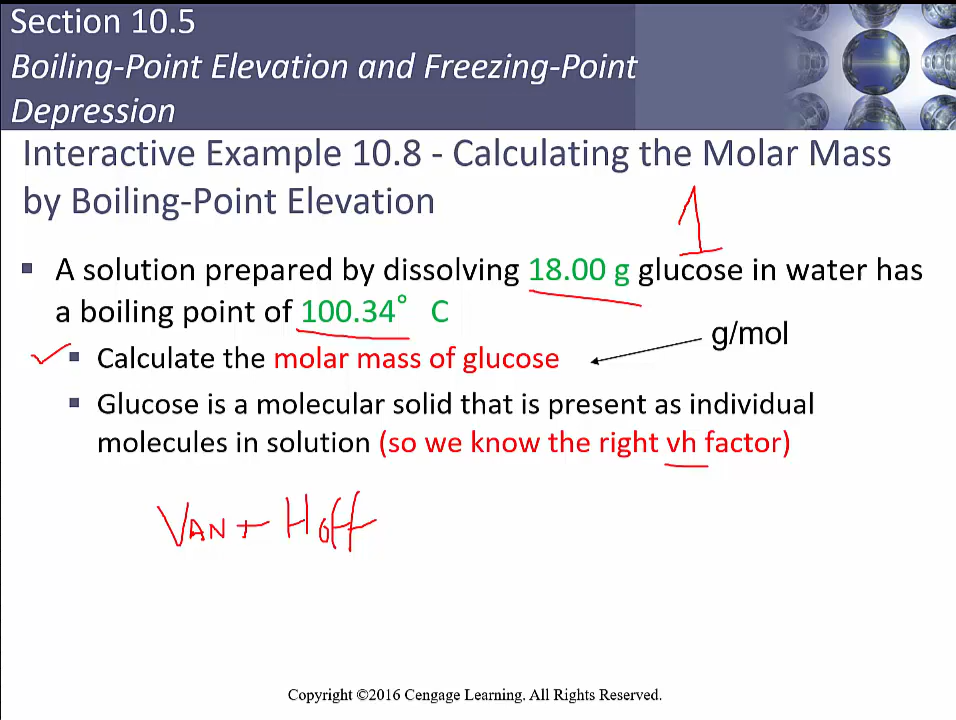 Section 10.5
Boiling-Point Elevation and Freezing-Point
Depression
Interactive Example 10.8 - Calculating the Molar Mass
by Boiling-Point Elevation
1
▪ A solution prepared by dissolving 18.00 g glucose in water has
a boiling point of 100.34° C
g/mol
▪ Calculate the molar mass of glucose
▪ Glucose is a molecular solid that is present as individual
molecules in solution (so we know the right vh factor)
VAN t HOff
Copyright ©2016 Cengage Learning. All Rights Reserved.